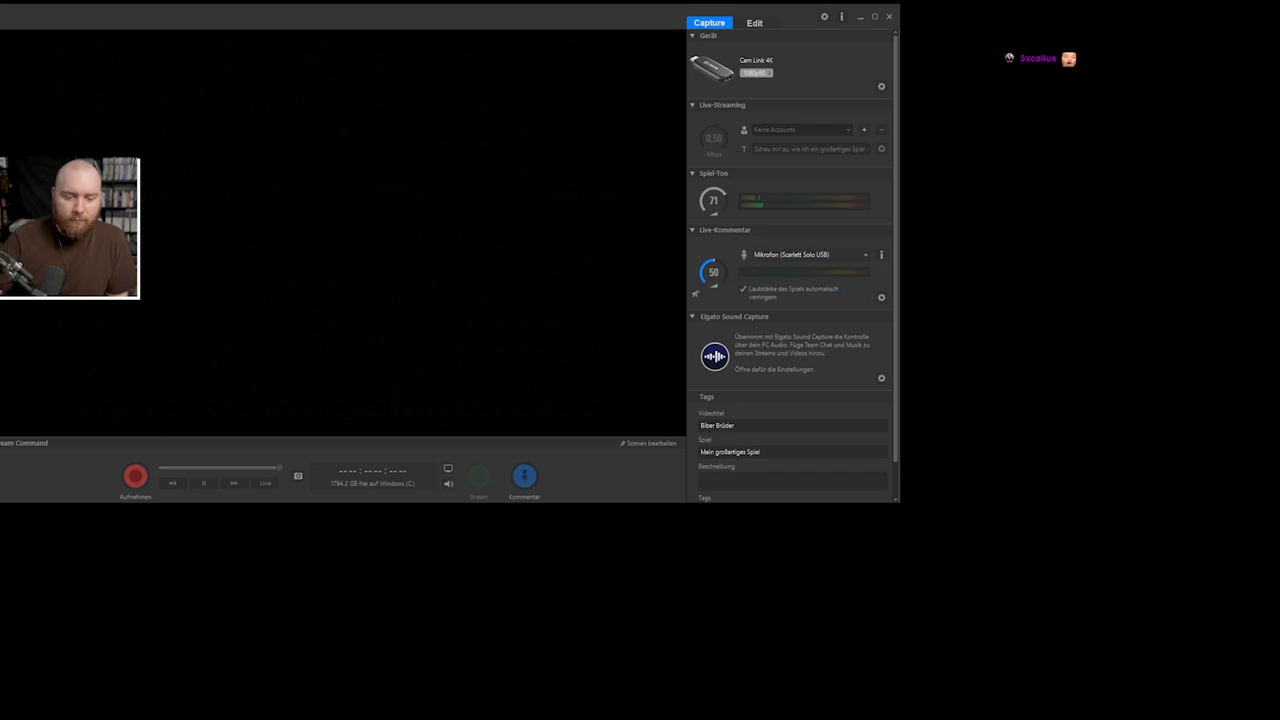 Capture
Edit
Gerät
Cam Link 4K
1080p60
Live-Streaming
0,50
Mbps
Keine Accounts
Schau mir zu, wie ich ein großartiges Spiel
Spiel-Ton
71
Live-Kommentar
50
Mikrofon (Scarlett Solo USB)
Lautstärke des Spiels automatisch
verringern
Elgato Sound Capture
Übernimm mit Elgato Sound Capture die Kontrolle
über dein PC Audio. Füge Team Chat und Musik zu
deinen Streams und Videos hinzu.
Öffne dafür die Einstellungen.
Tags
Videotitel
Biber Brüder
Spiel
Mein großartiges Spiel
Beschreibung
Tags
eam Command
Szenen bearbeiten
Aufnehmen
Live
-- -- : -- -- : -- --
1794.2 GB frei auf Windows (C:)
Stream
Kommentar
3xcalius